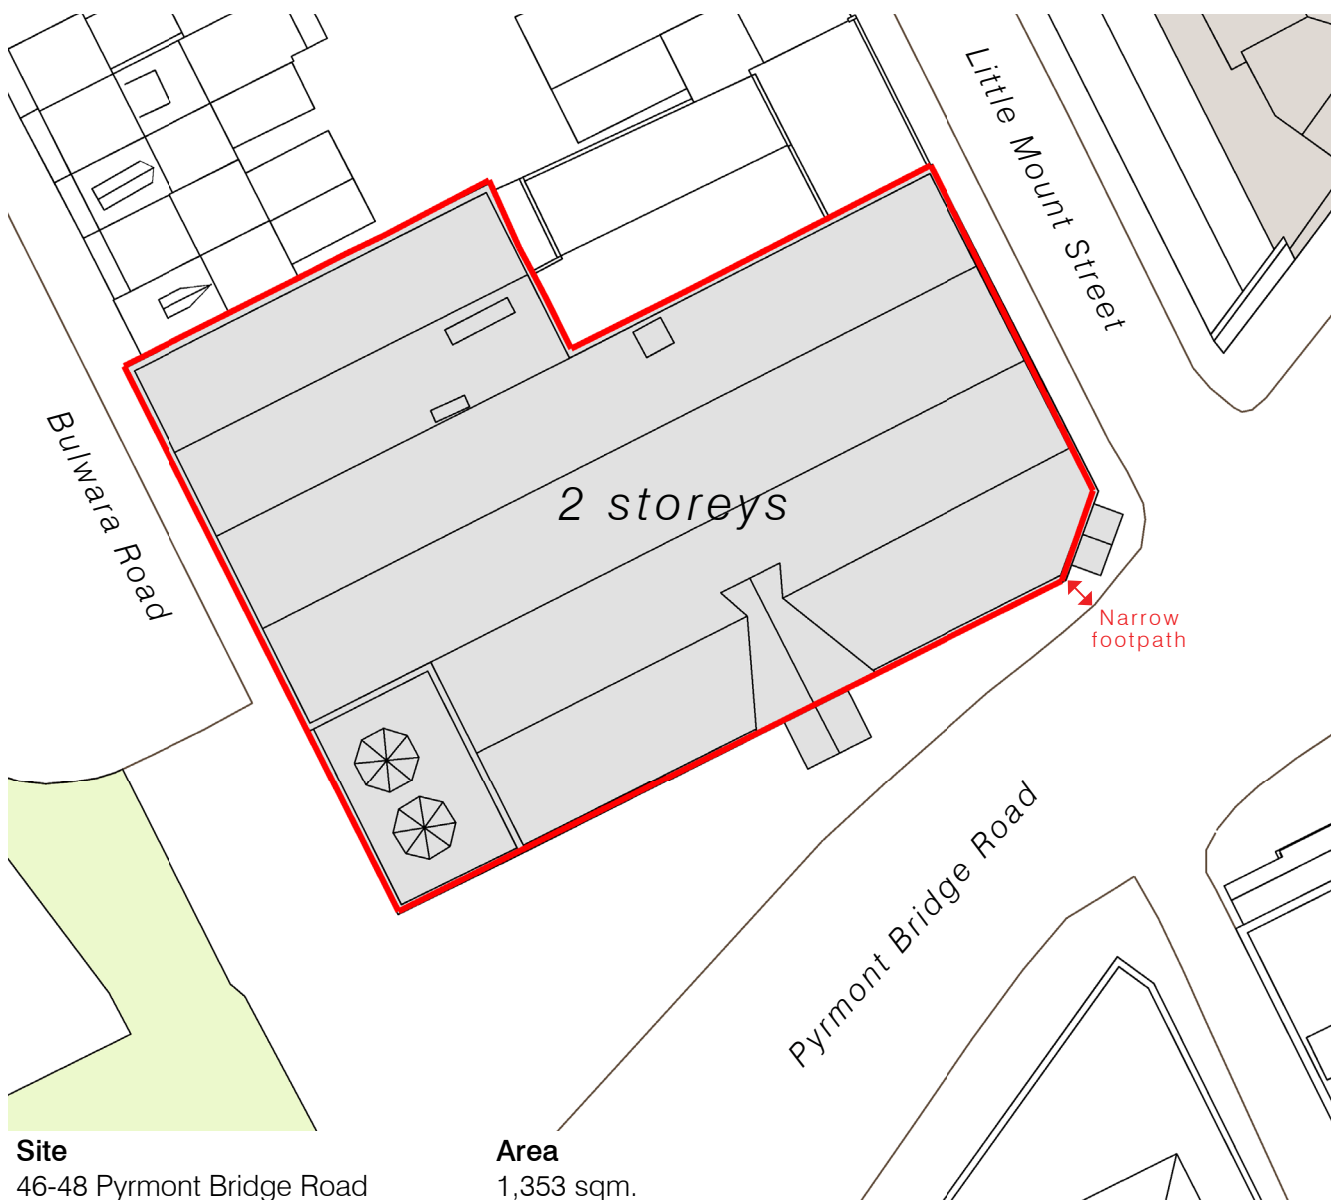 Little Mount Street
Bulwara Road
2 storeys
Narrow
footpath
Pyrmont Bridge Road
Site
46-48 Pyrmont Bridge Road
Area
1,353 sqm.